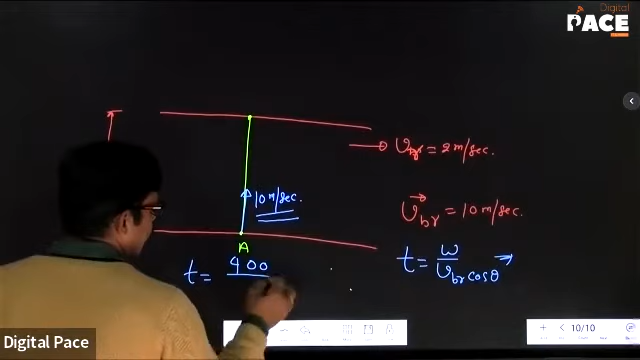 Digital
PACE
→ v_br = 2 m/sec.
10 m/sec.
v⃗_br = 10 m/sec.
A
t = 400
t = w / v_br cosθ
10/10
Digital Pace